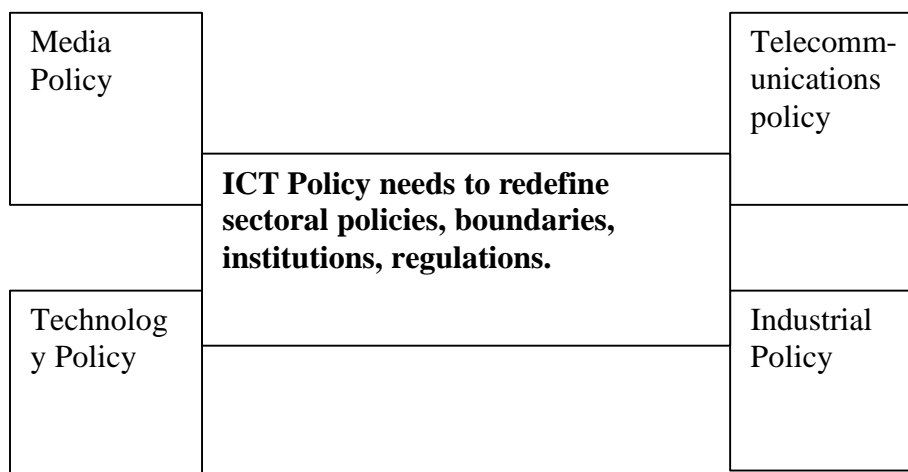 Media
Policy
Telecomm-
unications
policy
ICT Policy needs to redefine
sectoral policies, boundaries,
institutions, regulations.
Technolog
y Policy
Industrial
Policy